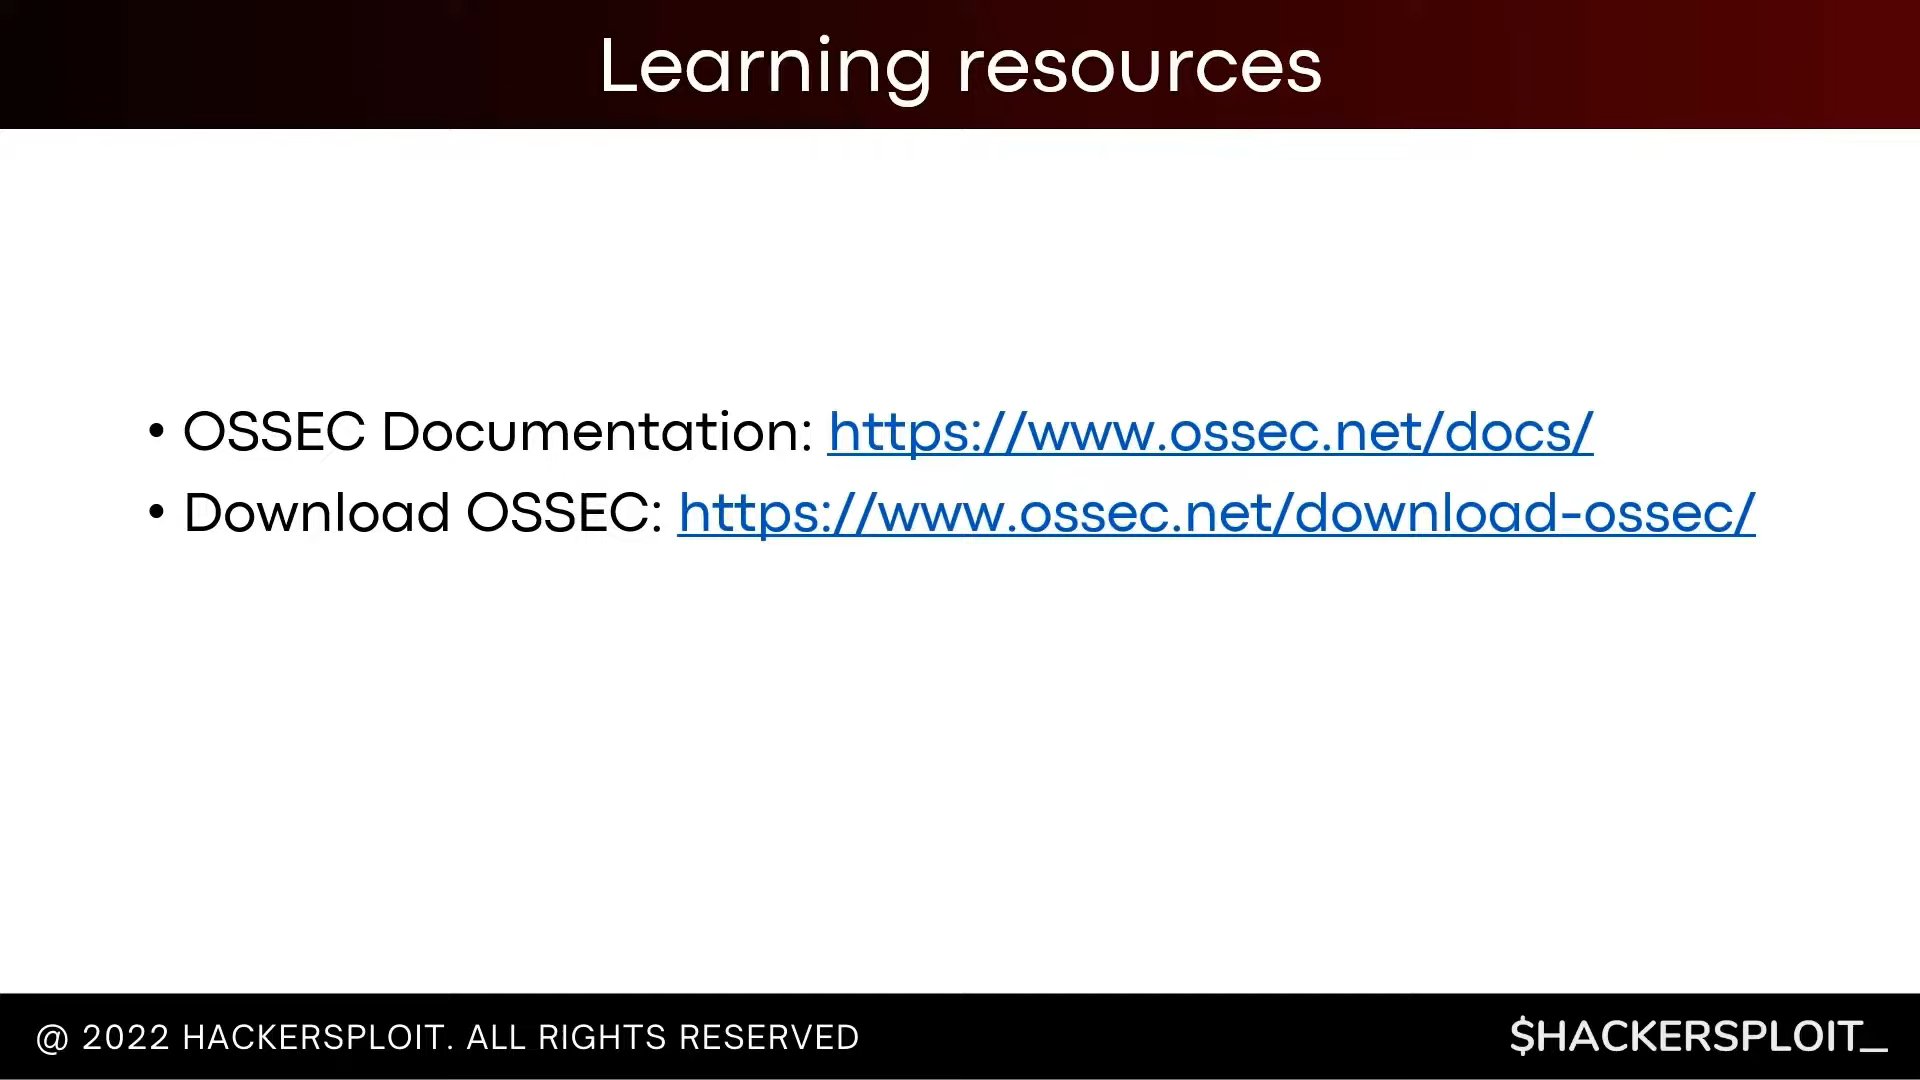 Learning resources
• OSSEC Documentation: https://www.ossec.net/docs/
• Download OSSEC: https://www.ossec.net/download-ossec/
@ 2022 HACKERSPLOIT. ALL RIGHTS RESERVED
$HACKERSPLOIT_